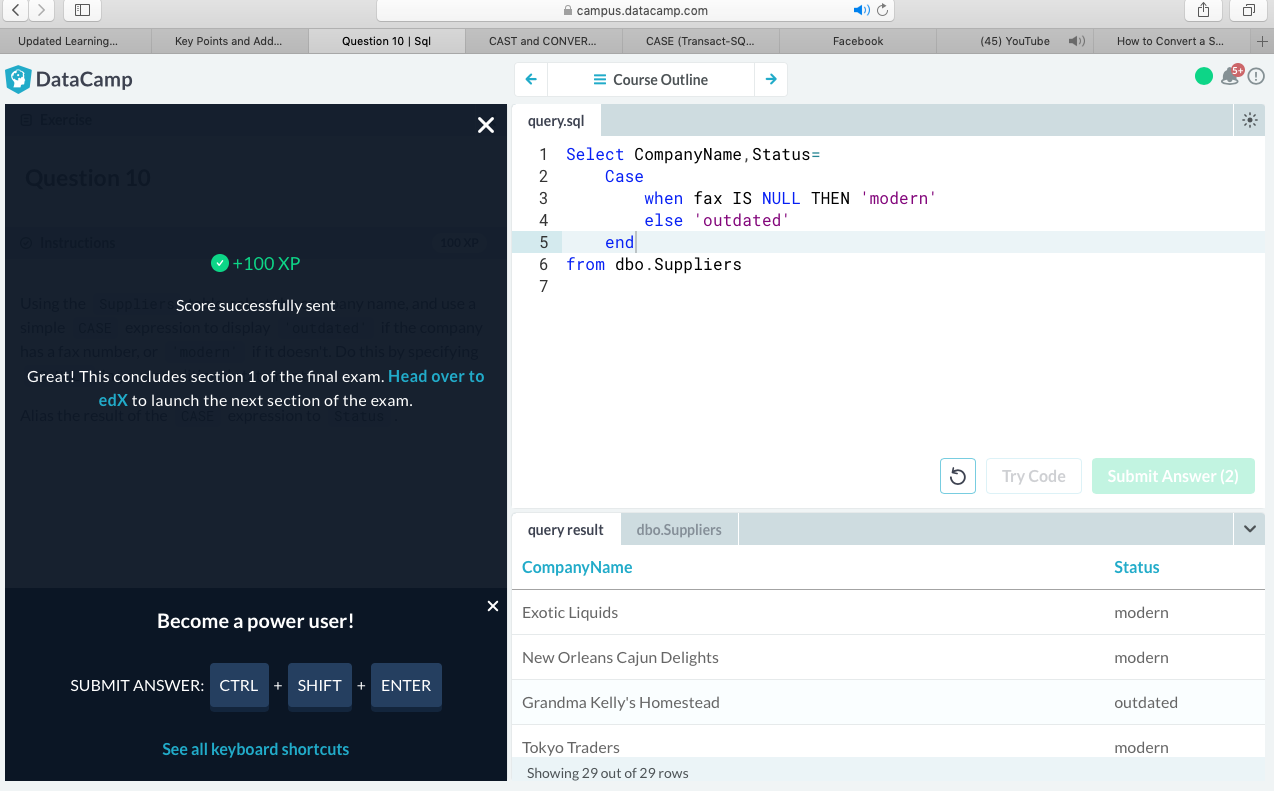 campus.datacamp.com
Updated Learning...
Key Points and Add...
Question 10 | Sql
CAST and CONVER...
CASE (Transact-SQ...
Facebook
(45) YouTube
How to Convert a S...
DataCamp
Course Outline
5+
Exercise
Question 10
Instructions
100 XP
+100 XP
Score successfully sent
Using the Suppliers company name, and use a
simple CASE expression to display 'outdated' if the company
has a fax number, or 'modern' if it doesn't. Do this by specifying
Great! This concludes section 1 of the final exam. Head over to
edX to launch the next section of the exam.
Alias the result of the CASE expression to Status .
Become a power user!
SUBMIT ANSWER: CTRL + SHIFT + ENTER
See all keyboard shortcuts
query.sql
1 Select CompanyName,Status=
2 Case
3 when fax IS NULL THEN 'modern'
4 else 'outdated'
5 end
6 from dbo.Suppliers
7
Try Code
Submit Answer (2)
query result
dbo.Suppliers
CompanyName Status
Exotic Liquids modern
New Orleans Cajun Delights modern
Grandma Kelly's Homestead outdated
Tokyo Traders modern
Showing 29 out of 29 rows